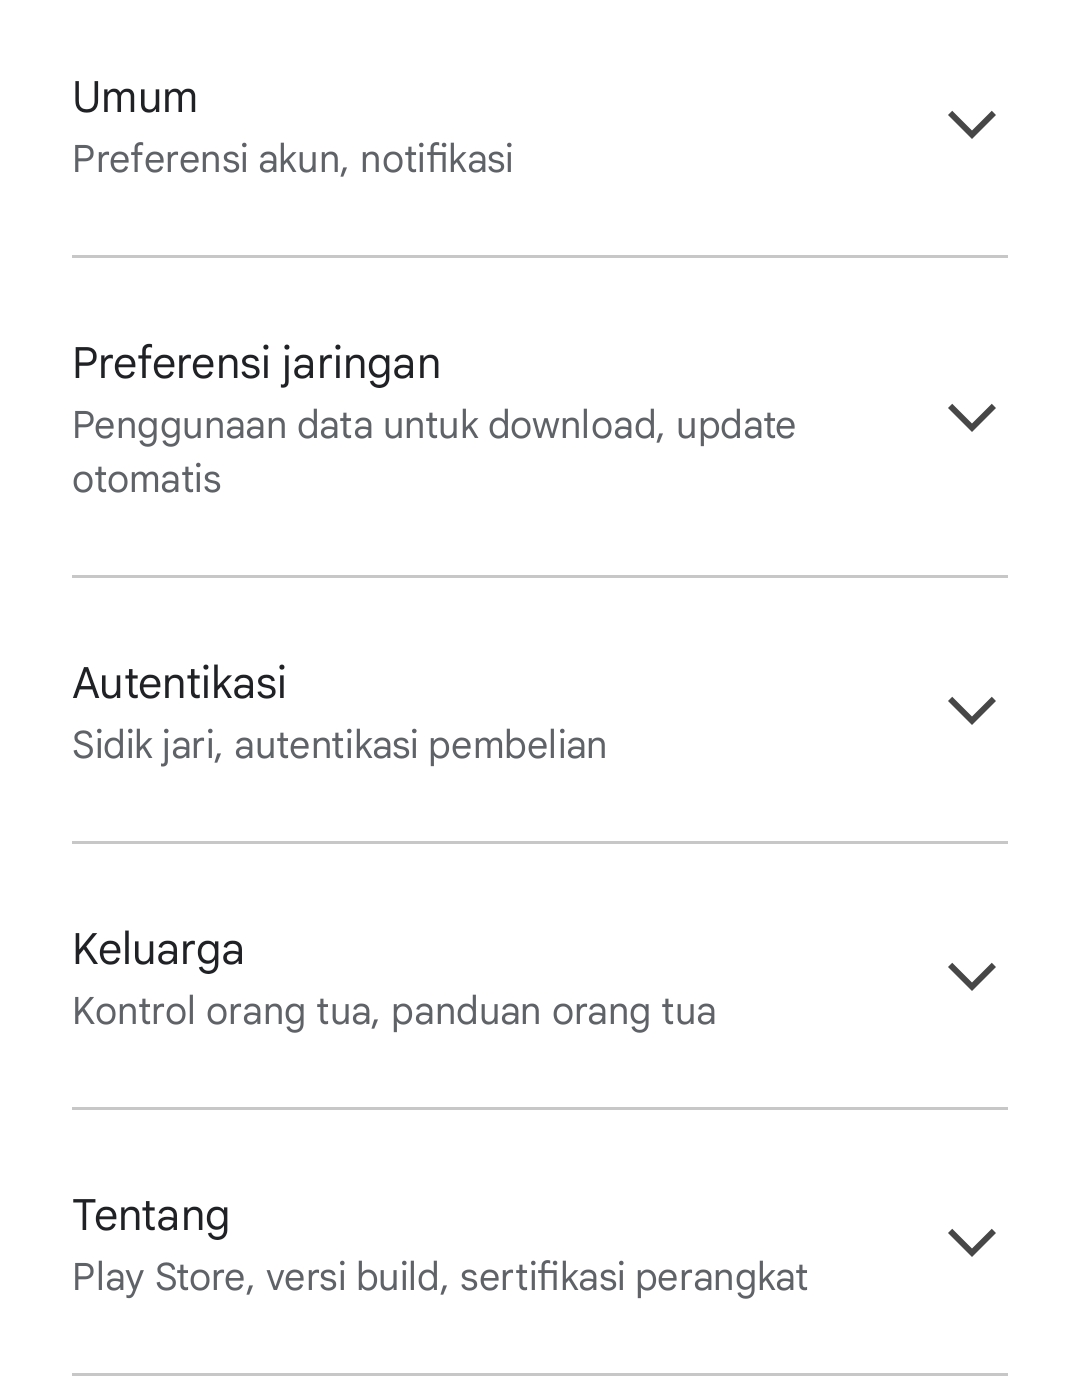 Umum
Preferensi akun, notifikasi
Preferensi jaringan
Penggunaan data untuk download, update
otomatis
Autentikasi
Sidik jari, autentikasi pembelian
Keluarga
Kontrol orang tua, panduan orang tua
Tentang
Play Store, versi build, sertifikasi perangkat